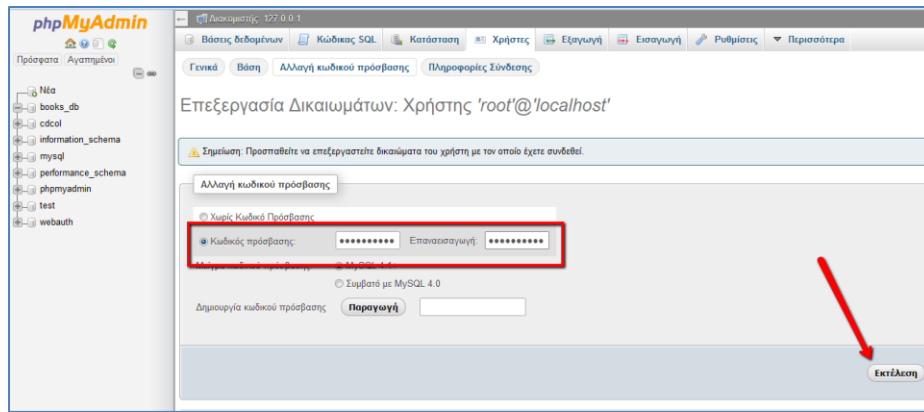 phpMyAdmin
Πρόσφατα Αγαπημένοι
Νέα
books_db
cdcol
information_schema
mysql
performance_schema
phpmyadmin
test
webauth
Διακομιστής: 127.0.0.1
Βάσεις δεδομένων Κώδικας SQL Κατάσταση Χρήστες Εξαγωγή Εισαγωγή Ρυθμίσεις Περισσότερα
Γενικά Βάση Αλλαγή κωδικού πρόσβασης Πληροφορίες Σύνδεσης
Επεξεργασία Δικαιωμάτων: Χρήστης 'root'@'localhost'
Σημείωση: Προσπαθείτε να επεξεργαστείτε δικαιώματα του χρήστη με τον οποίο έχετε συνδεθεί.
Αλλαγή κωδικού πρόσβασης
Χωρίς Κωδικό Πρόσβασης
Κωδικός πρόσβασης: •••••••••• Επαναεισαγωγή: ••••••••••
κωδικού πρόσβασης: MySQL 4.1+
Συμβατό με MySQL 4.0
Δημιουργία κωδικού πρόσβασης Παραγωγή
Εκτέλεση